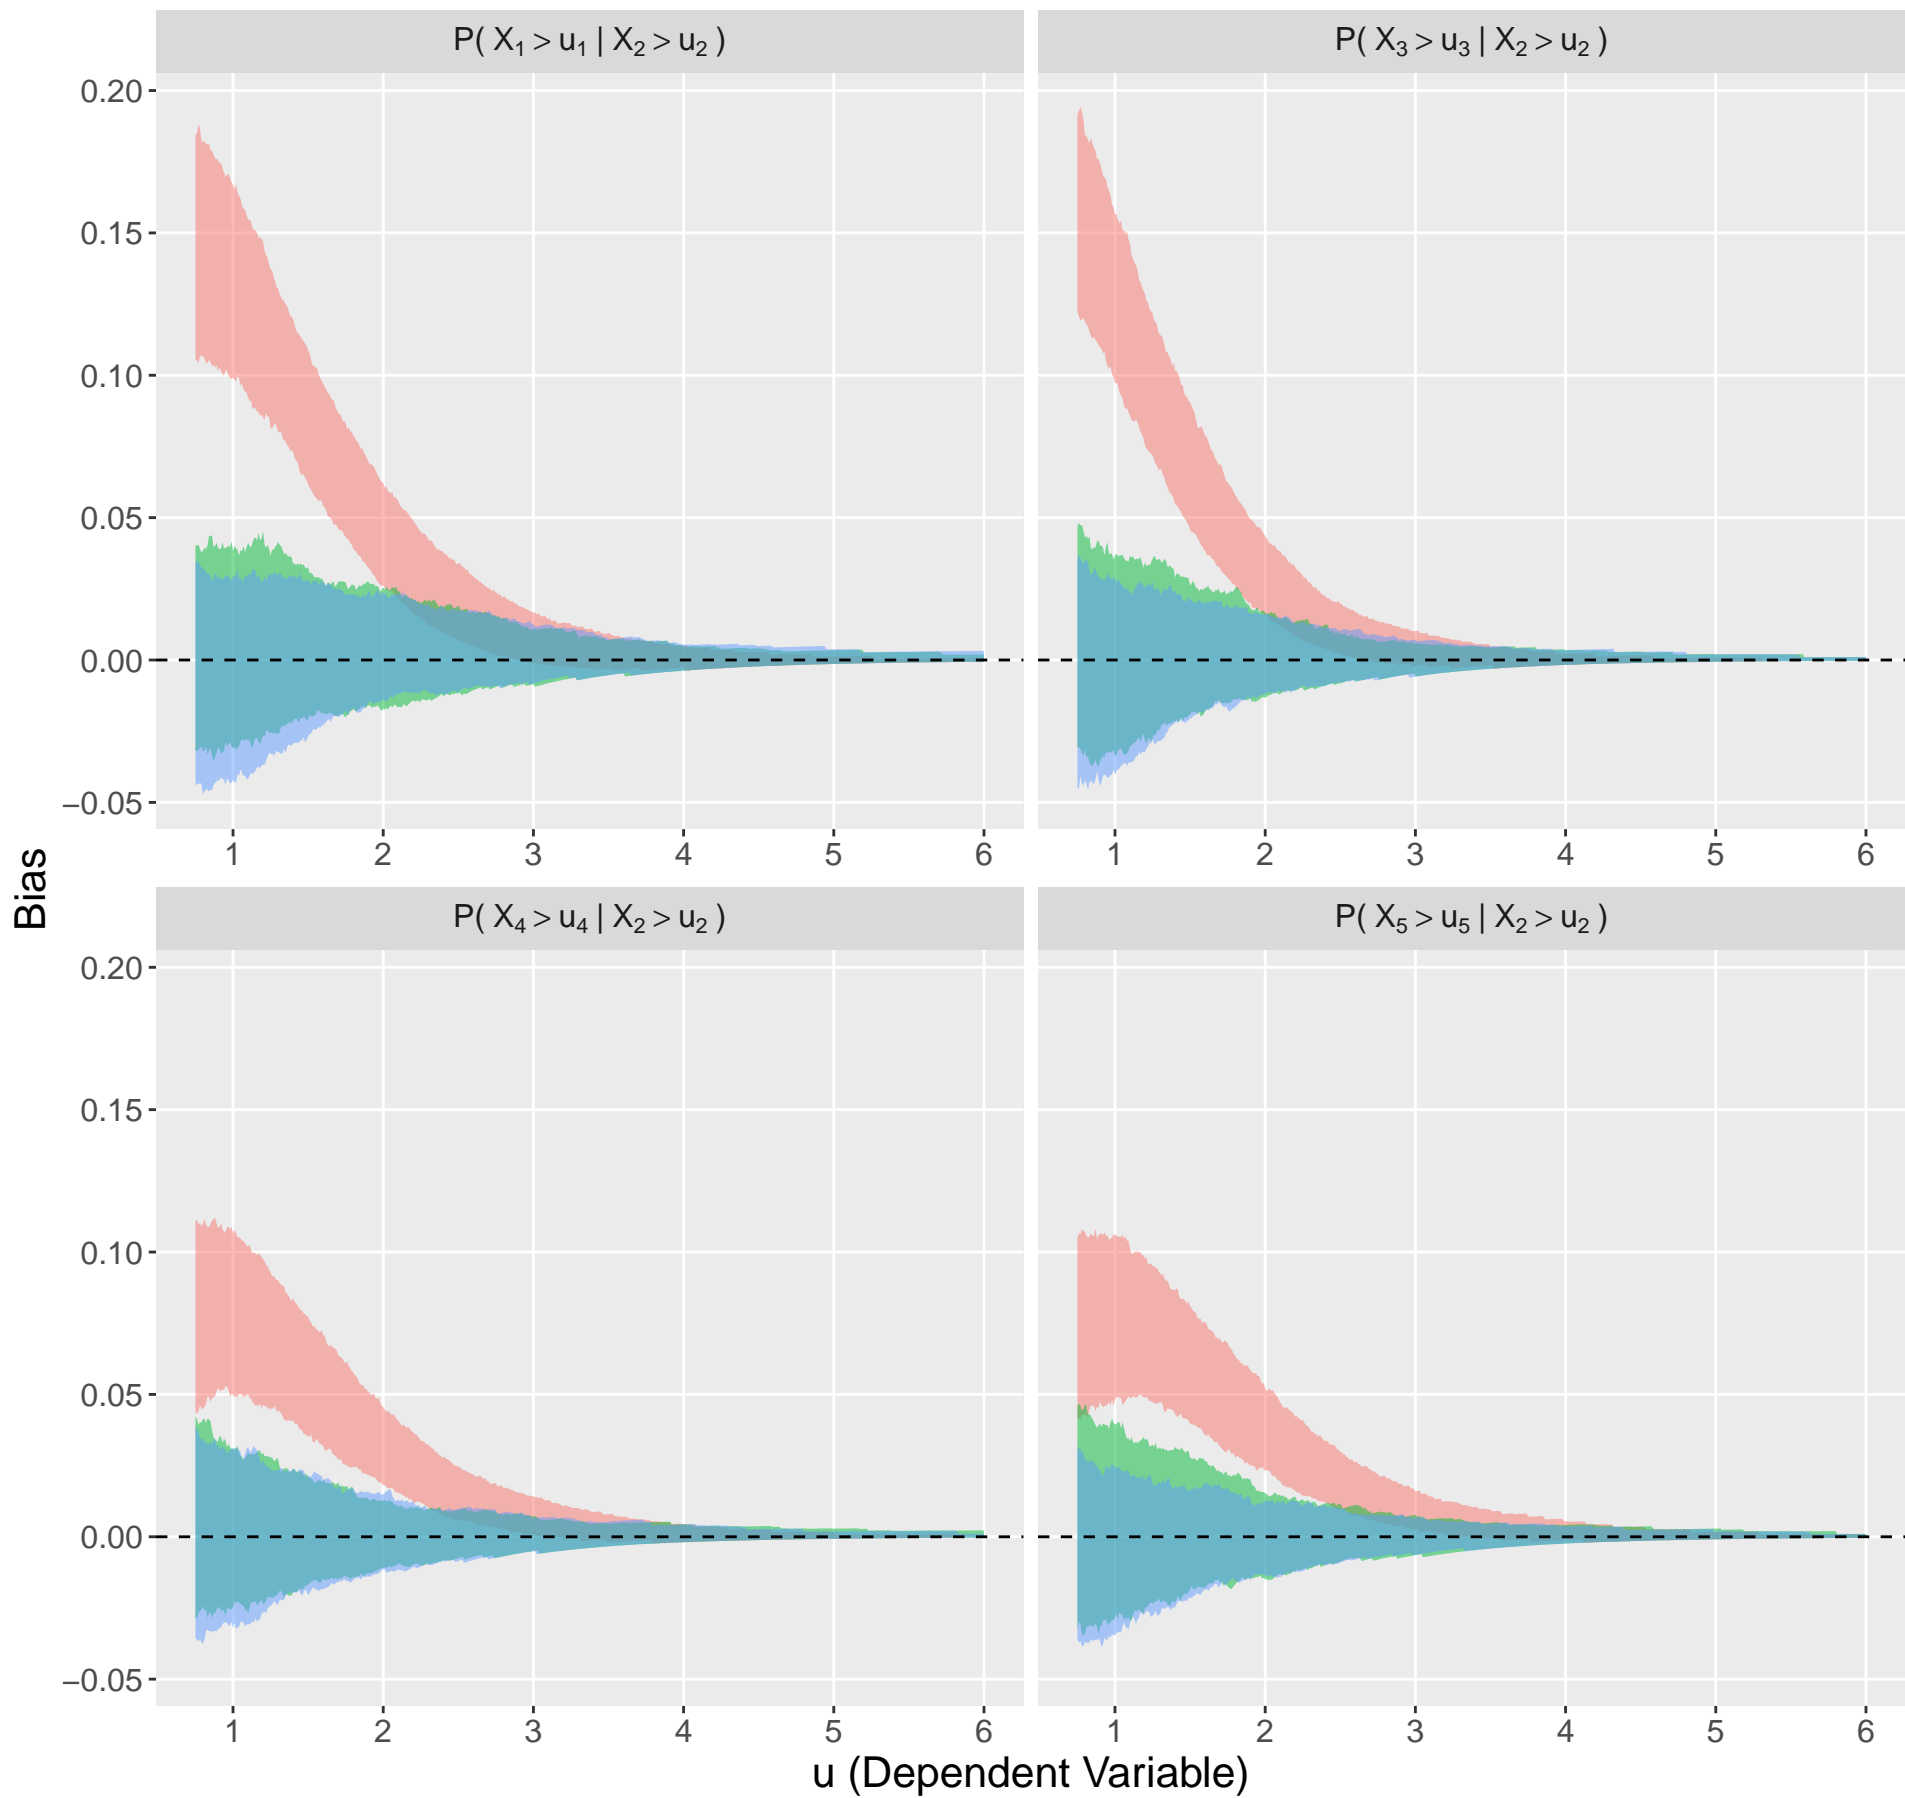 P( X₁ > u₁ | X₂ > u₂ )
P( X₃ > u₃ | X₂ > u₂ )
0.20
0.15
0.10
0.05
0.00
−0.05
1 2 3 4 5 6
1 2 3 4 5 6
Bias
P( X₄ > u₄ | X₂ > u₂ )
P( X₅ > u₅ | X₂ > u₂ )
0.20
0.15
0.10
0.05
0.00
−0.05
1 2 3 4 5 6
1 2 3 4 5 6
u (Dependent Variable)